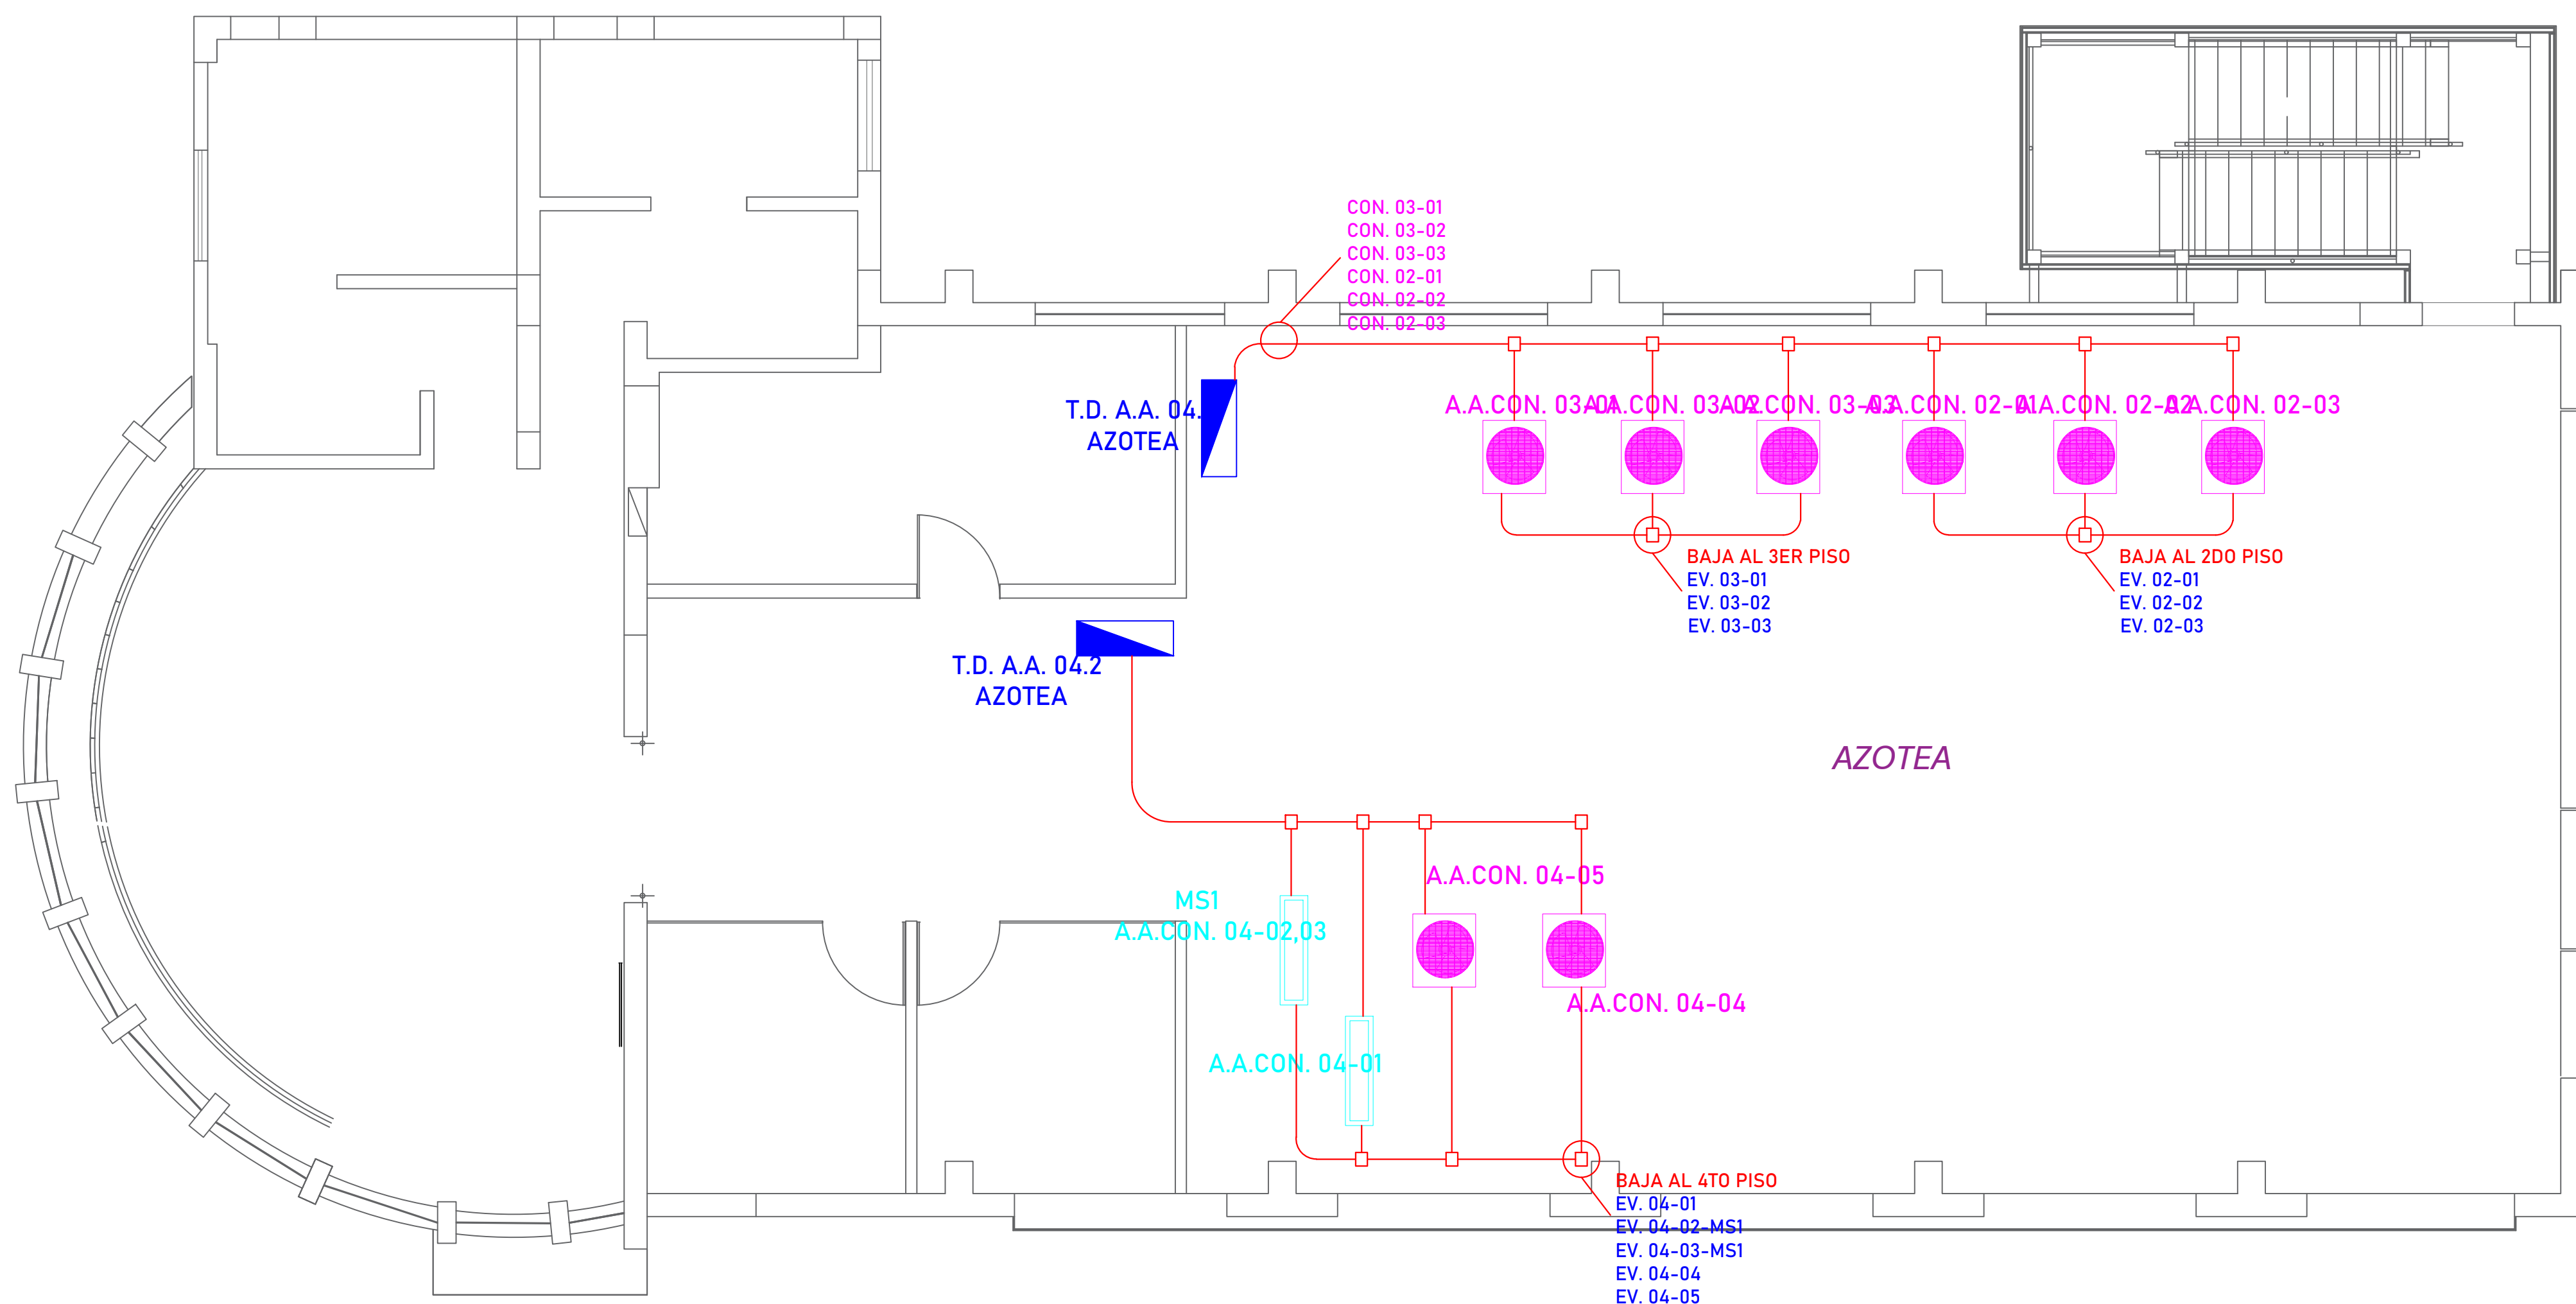 CON. 03-01
CON. 03-02
CON. 03-03
CON. 02-01
CON. 02-02
CON. 02-03
T.D. A.A. 04.
AZOTEA
A.A.CON. 03-01
A.A.CON. 03-02
A.A.CON. 03-03
A.A.CON. 02-01
A.A.CON. 02-02
A.A.CON. 02-03
BAJA AL 3ER PISO
EV. 03-01
EV. 03-02
EV. 03-03
BAJA AL 2DO PISO
EV. 02-01
EV. 02-02
EV. 02-03
T.D. A.A. 04.2
AZOTEA
AZOTEA
A.A.CON. 04-05
MS1
A.A.CON. 04-02,03
A.A.CON. 04-04
A.A.CON. 04-01
BAJA AL 4TO PISO
EV. 04-01
EV. 04-02-MS1
EV. 04-03-MS1
EV. 04-04
EV. 04-05